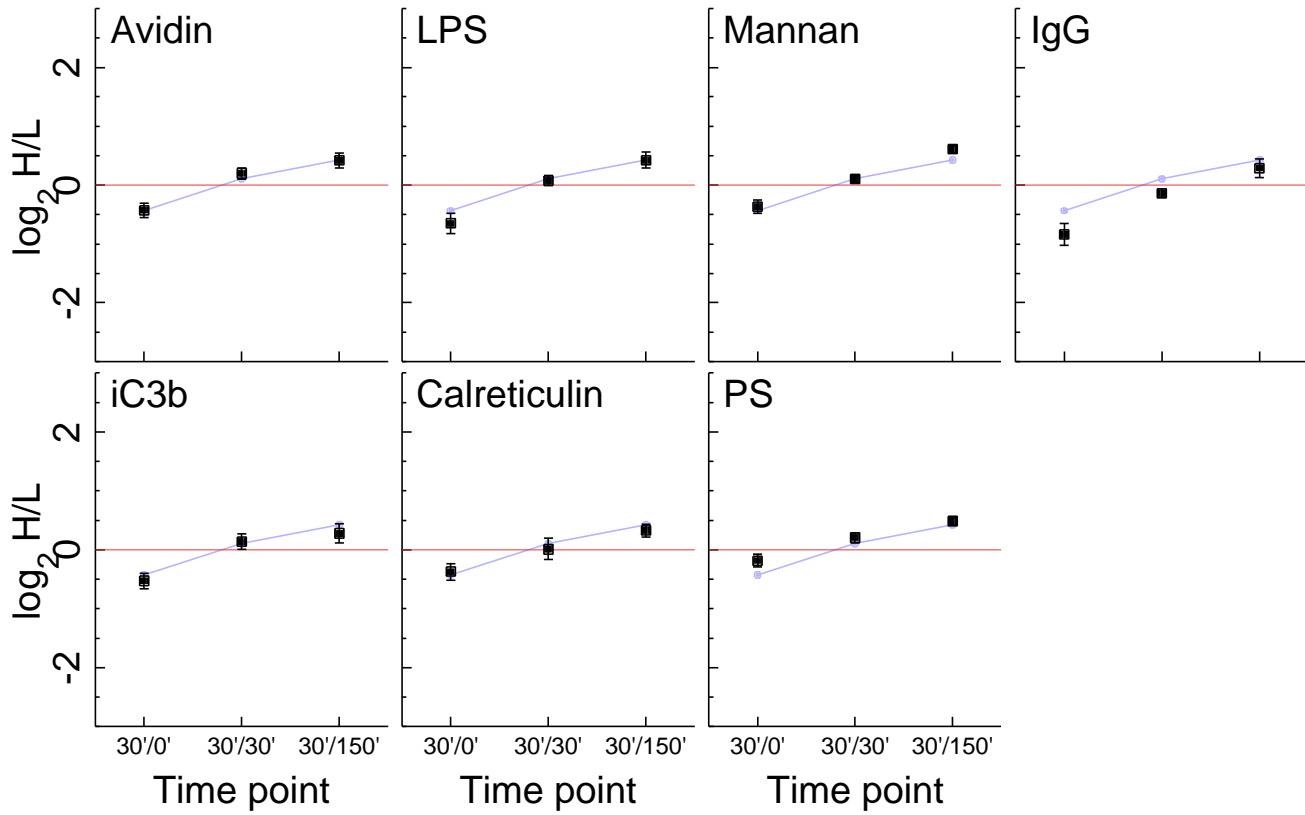 Avidin
LPS
Mannan
IgG
log2 H/L
2
0
-2
iC3b
Calreticulin
PS
log2 H/L
2
0
-2
30'/0' 30'/30' 30'/150'
30'/0' 30'/30' 30'/150'
30'/0' 30'/30' 30'/150'
Time point
Time point
Time point